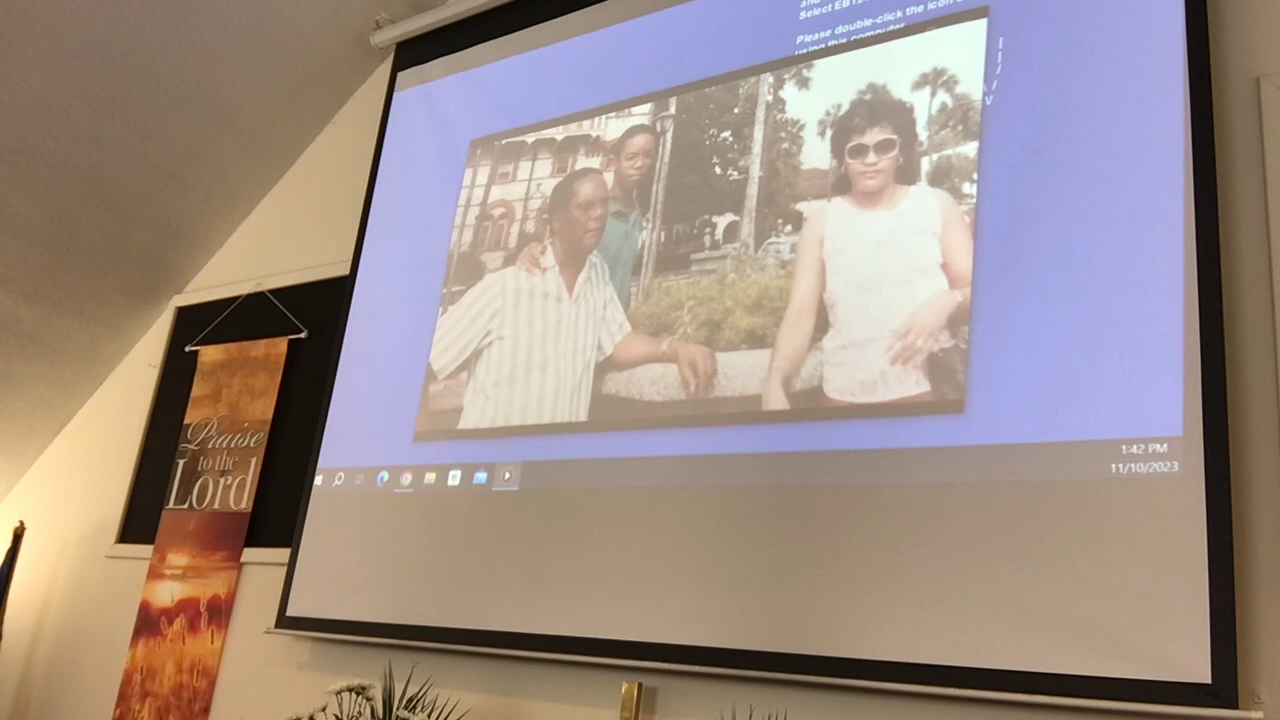 Select EB12
Please double-click the icon
using this computer
Praise
to the
Lord
1:42 PM
11/10/2023